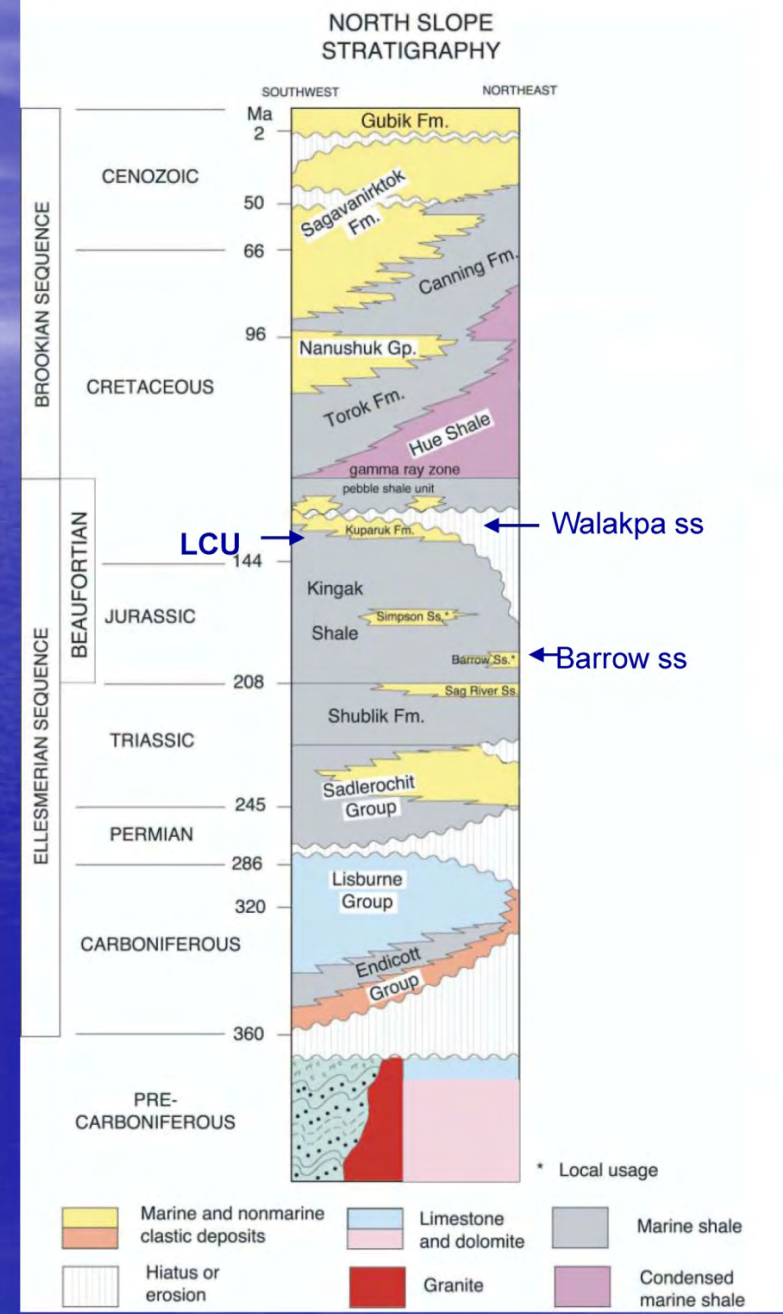 NORTH SLOPE
STRATIGRAPHY
SOUTHWEST
NORTHEAST
Ma
2
50
66
96
144
208
245
286
320
360
BROOKIAN SEQUENCE
ELLESMERIAN SEQUENCE
BEAUFORTIAN
CENOZOIC
CRETACEOUS
JURASSIC
TRIASSIC
PERMIAN
CARBONIFEROUS
PRE-
CARBONIFEROUS
Gubik Fm.
Sagavanirktok
Fm.
Canning Fm.
Nanushuk Gp.
Torok Fm.
Hue Shale
gamma ray zone
pebble shale unit
Kuparuk Fm.
LCU
Walakpa ss
Kingak
Shale
Simpson Ss.*
Barrow Ss.*
Barrow ss
Sag River Ss.
Shublik Fm.
Sadlerochit
Group
Lisburne
Group
Endicott
Group
* Local usage
Marine and nonmarine
clastic deposits
Limestone
and dolomite
Marine shale
Hiatus or
erosion
Granite
Condensed
marine shale